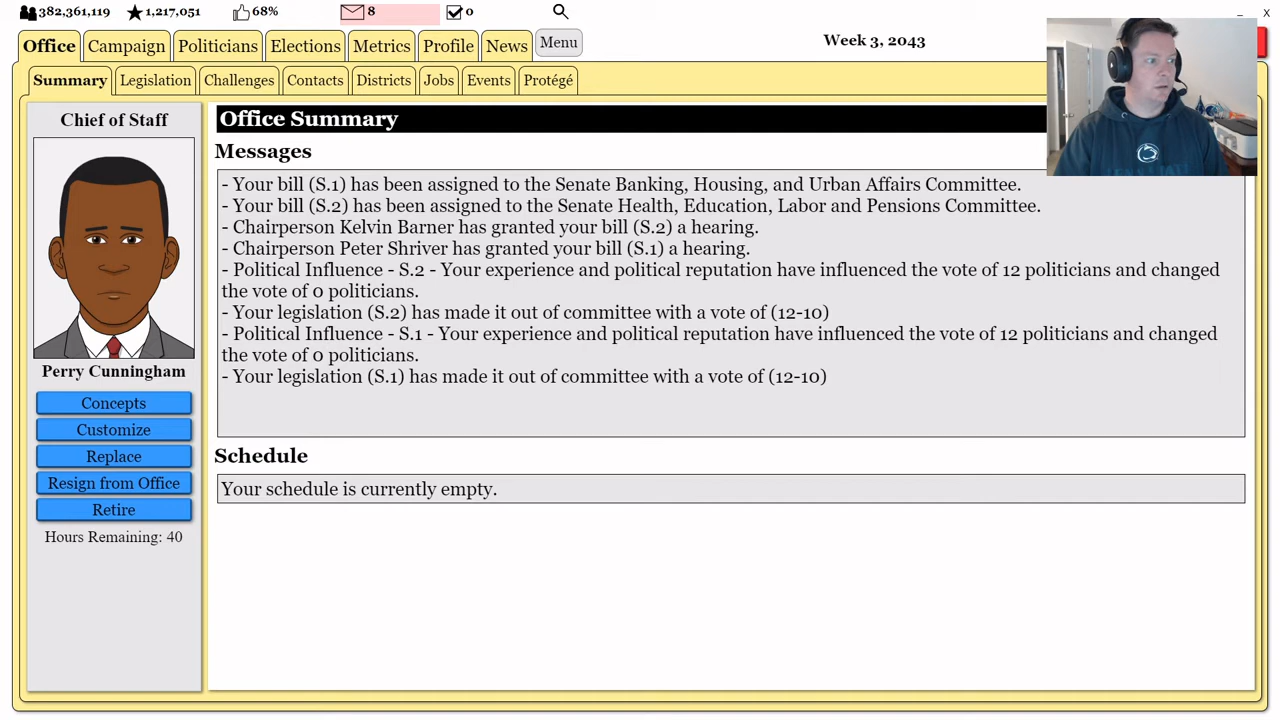 382,361,119 1,217,051 68% 8 0
_ X
Office Campaign Politicians Elections Metrics Profile News Menu
Week 3, 2043
Summary Legislation Challenges Contacts Districts Jobs Events Protégé
Chief of Staff
Perry Cunningham
Concepts
Customize
Replace
Resign from Office
Retire
Hours Remaining: 40
Office Summary
Messages
- Your bill (S.1) has been assigned to the Senate Banking, Housing, and Urban Affairs Committee.
- Your bill (S.2) has been assigned to the Senate Health, Education, Labor and Pensions Committee.
- Chairperson Kelvin Barner has granted your bill (S.2) a hearing.
- Chairperson Peter Shriver has granted your bill (S.1) a hearing.
- Political Influence - S.2 - Your experience and political reputation have influenced the vote of 12 politicians and changed
the vote of 0 politicians.
- Your legislation (S.2) has made it out of committee with a vote of (12-10)
- Political Influence - S.1 - Your experience and political reputation have influenced the vote of 12 politicians and changed
the vote of 0 politicians.
- Your legislation (S.1) has made it out of committee with a vote of (12-10)
Schedule
Your schedule is currently empty.